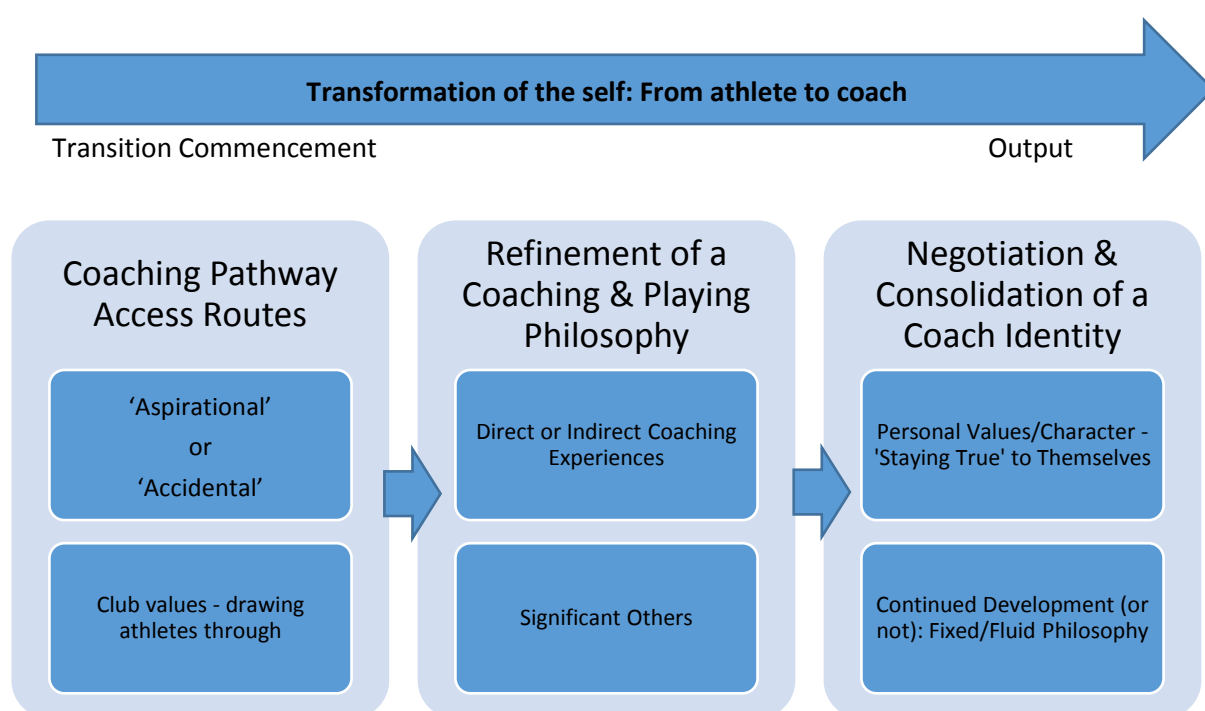 Transformation of the self: From athlete to coach
Transition Commencement
Output
Coaching Pathway
Access Routes
‘Aspirational’
or
‘Accidental’
Club values - drawing
athletes through
Refinement of a
Coaching & Playing
Philosophy
Direct or Indirect Coaching
Experiences
Significant Others
Negotiation &
Consolidation of a
Coach Identity
Personal Values/Character -
'Staying True' to Themselves
Continued Development (or
not): Fixed/Fluid Philosophy